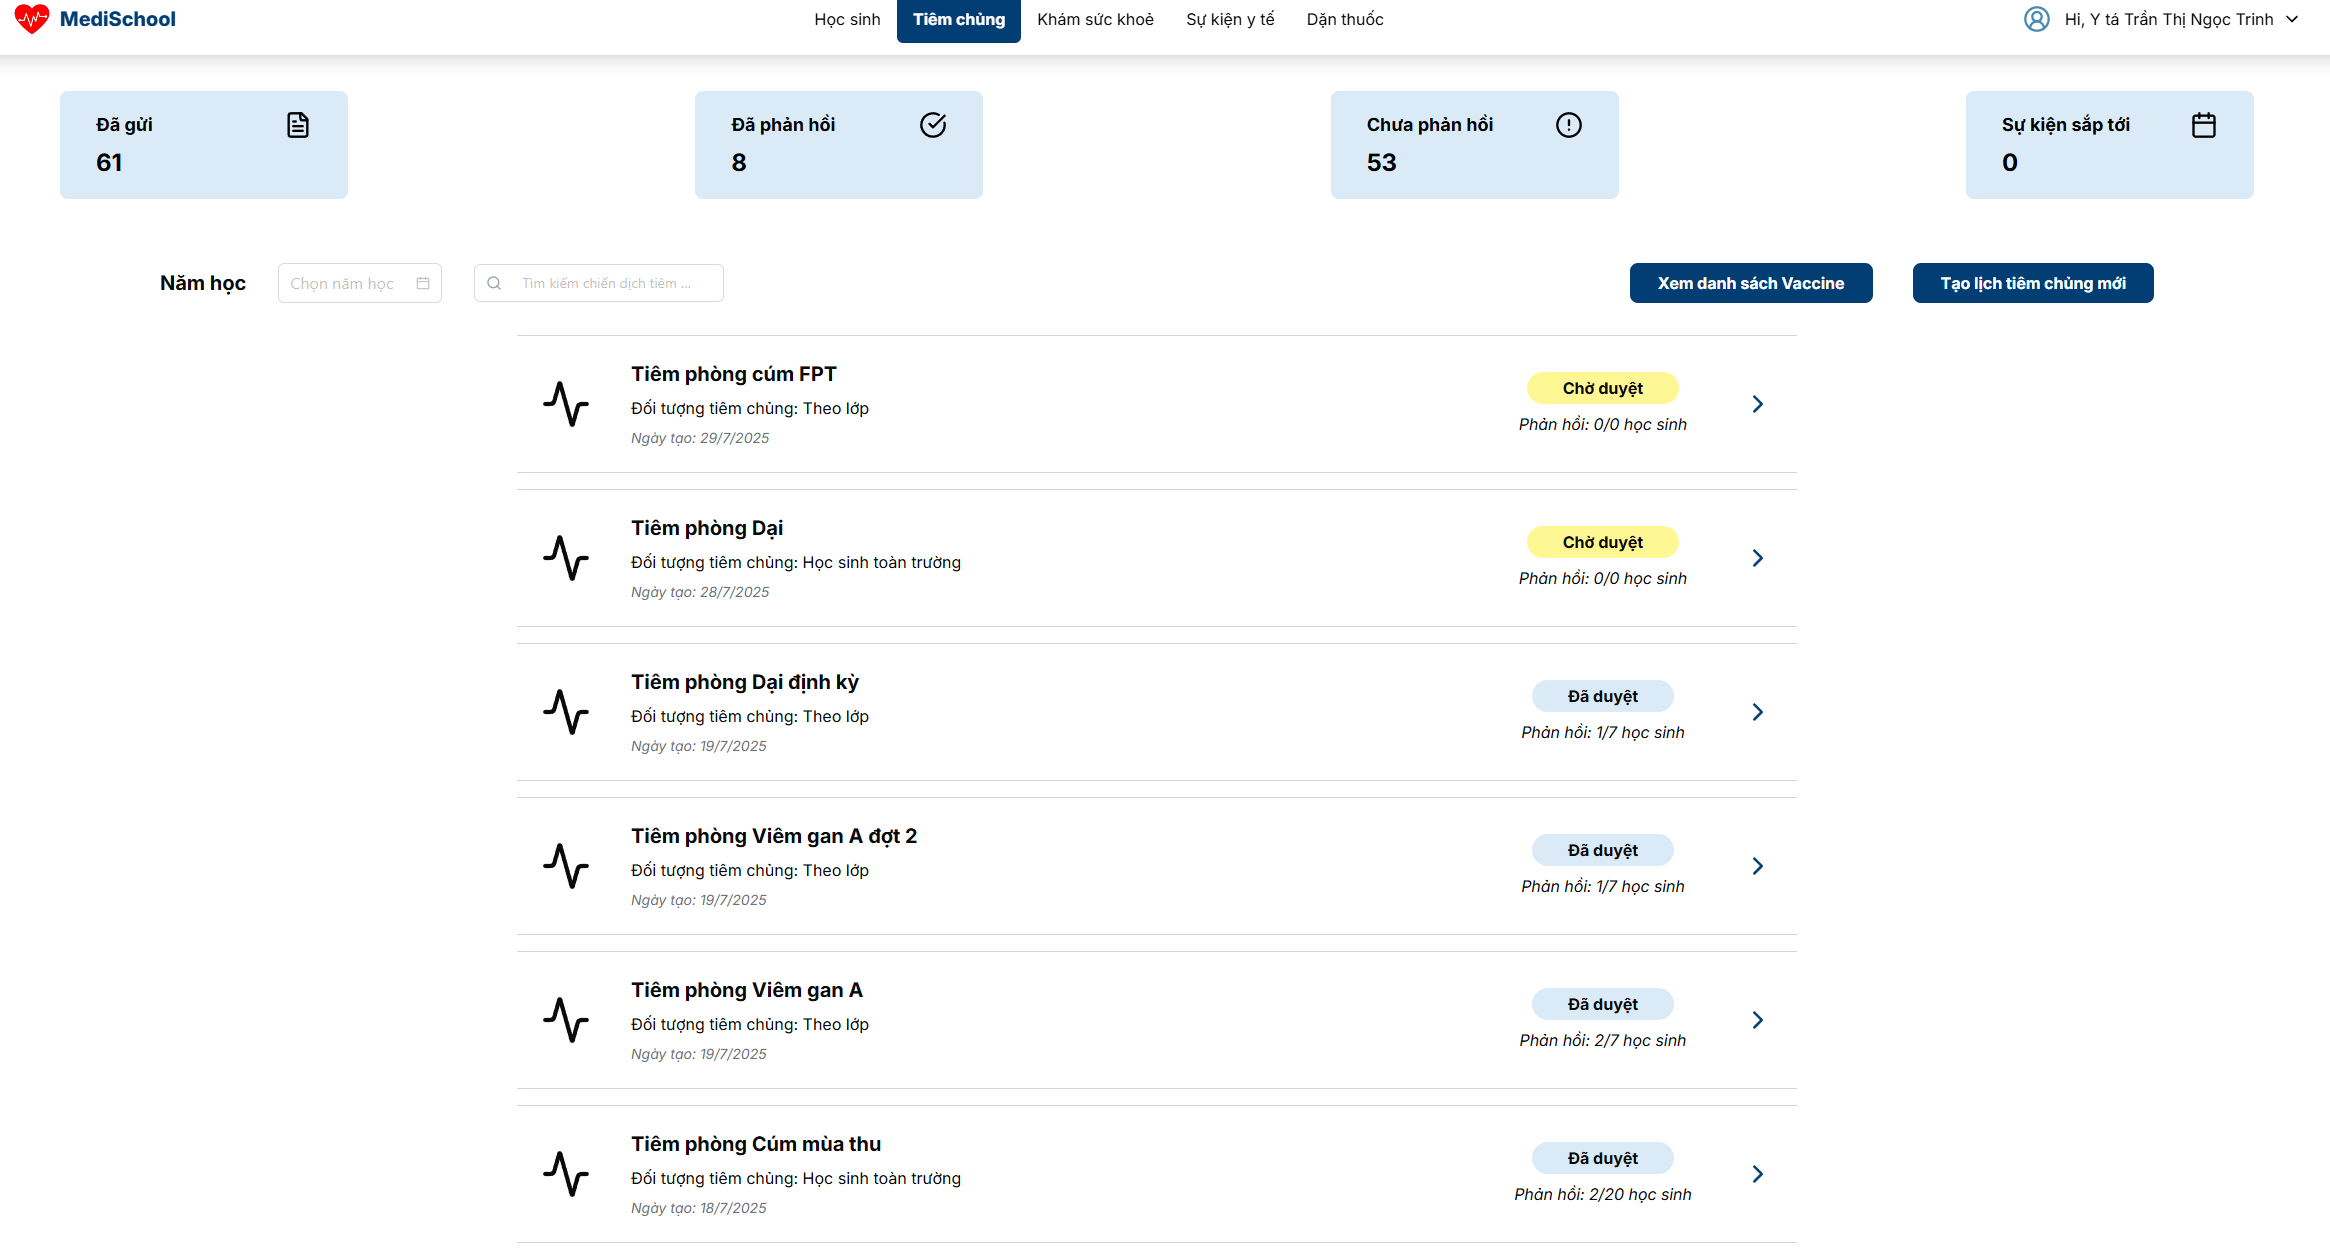 MediSchool
Học sinh
Tiêm chủng
Khám sức khoẻ
Sự kiện y tế
Dặn thuốc
Hi, Y tá Trần Thị Ngọc Trinh
Đã gửi
61
Đã phản hồi
8
Chưa phản hồi
53
Sự kiện sắp tới
0
Năm học
Chọn năm học
Tìm kiếm chiến dịch tiêm ...
Xem danh sách Vaccine
Tạo lịch tiêm chủng mới
Tiêm phòng cúm FPT
Đối tượng tiêm chủng: Theo lớp
Ngày tạo: 29/7/2025
Chờ duyệt
Phản hồi: 0/0 học sinh
Tiêm phòng Dại
Đối tượng tiêm chủng: Học sinh toàn trường
Ngày tạo: 28/7/2025
Chờ duyệt
Phản hồi: 0/0 học sinh
Tiêm phòng Dại định kỳ
Đối tượng tiêm chủng: Theo lớp
Ngày tạo: 19/7/2025
Đã duyệt
Phản hồi: 1/7 học sinh
Tiêm phòng Viêm gan A đợt 2
Đối tượng tiêm chủng: Theo lớp
Ngày tạo: 19/7/2025
Đã duyệt
Phản hồi: 1/7 học sinh
Tiêm phòng Viêm gan A
Đối tượng tiêm chủng: Theo lớp
Ngày tạo: 19/7/2025
Đã duyệt
Phản hồi: 2/7 học sinh
Tiêm phòng Cúm mùa thu
Đối tượng tiêm chủng: Học sinh toàn trường
Ngày tạo: 18/7/2025
Đã duyệt
Phản hồi: 2/20 học sinh